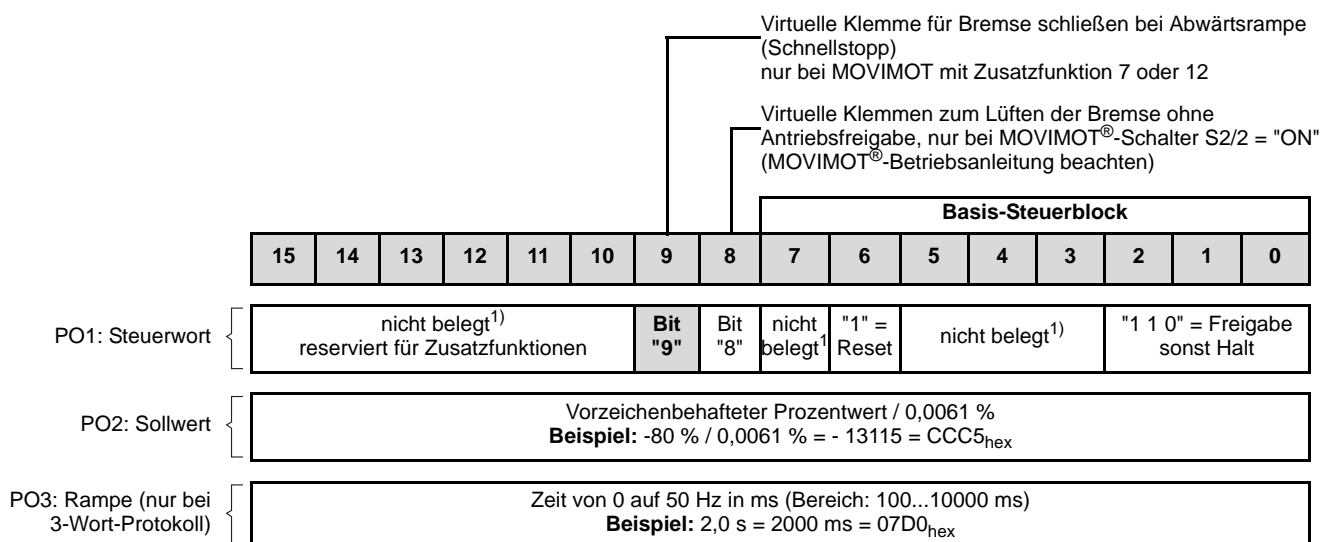 Virtuelle Klemme für Bremse schließen bei Abwärtsrampe
(Schnellstopp)
nur bei MOVIMOT mit Zusatzfunktion 7 oder 12
Virtuelle Klemmen zum Lüften der Bremse ohne
Antriebsfreigabe, nur bei MOVIMOT®-Schalter S2/2 = "ON"
(MOVIMOT®-Betriebsanleitung beachten)
Basis-Steuerblock
15 14 13 12 11 10 9 8 7 6 5 4 3 2 1 0
PO1: Steuerwort
nicht belegt1)
reserviert für Zusatzfunktionen
Bit
"9"
Bit
"8"
nicht
belegt1
"1" =
Reset
nicht belegt1)
"1 1 0" = Freigabe
sonst Halt
PO2: Sollwert
Vorzeichenbehafteter Prozentwert / 0,0061 %
Beispiel: -80 % / 0,0061 % = - 13115 = CCC5hex
PO3: Rampe (nur bei
3-Wort-Protokoll)
Zeit von 0 auf 50 Hz in ms (Bereich: 100...10000 ms)
Beispiel: 2,0 s = 2000 ms = 07D0hex